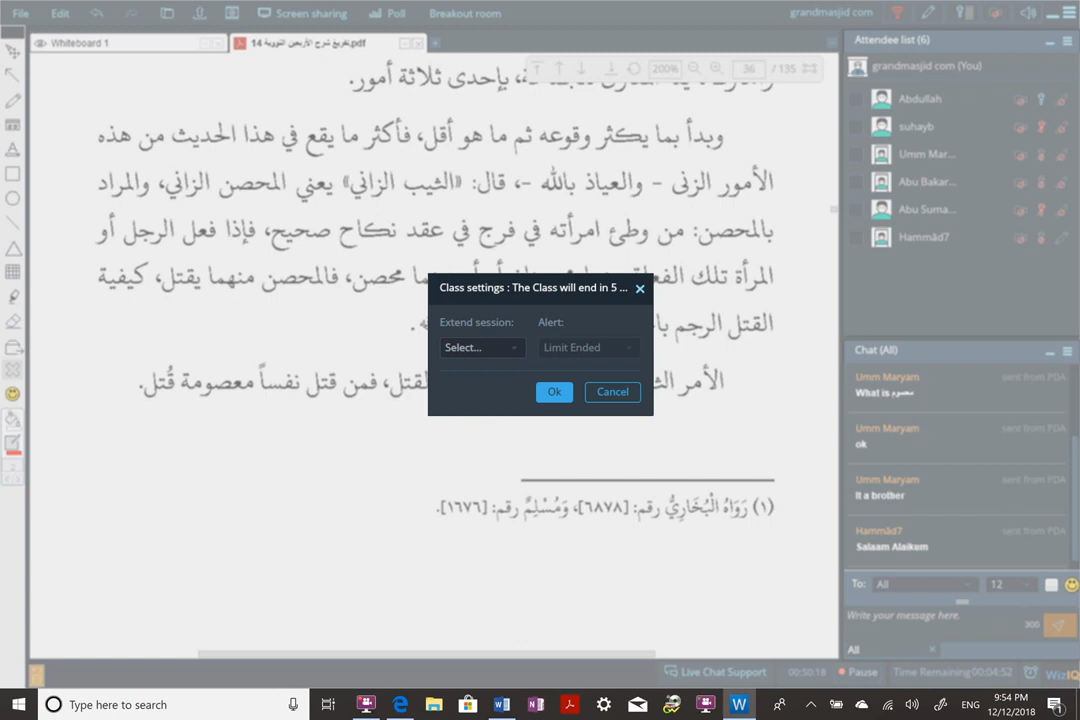 File Edit Screen sharing Poll Breakout room grandmasjid com
Whiteboard 1
تفريغ شرح الأربعين النووية 14.pdf
200% 36 / 135
بإحدى ثلاثة أمور.
وبدأ بما يكثر وقوعه ثم ما هو أقل، فأكثر ما يقع في هذا الحديث من هذه
الأمور الزنى - والعياذ بالله -، قال: «الثيب الزاني» يعني المحصن الزاني، والمراد
بالمحصن: من وطئ امرأته في فرج في عقد نكاح صحيح، فإذا فعل الرجل أو
المرأة تلك محصن، فالمحصن منهما يقتل، كيفية
القتل الرجم
الأمر القتل، فمن قتل نفساً معصومة قُتل.
(١) رَوَاهُ الْبُخَارِيُّ رقم: [٦٨٧٨]، وَمُسْلِمٌ رقم: [١٦٧٦].
Class settings : The Class will end in 5 ...
Extend session: Alert:
Select... Limit Ended
Ok Cancel
Attendee list (6)
grandmasjid com (You)
Abdullah
suhayb
Umm Mar...
Abu Bakar...
Abu Suma...
Hammâd7
Chat (All)
Umm Maryam sent from PDA
What is معصوم
Umm Maryam sent from PDA
ok
Umm Maryam sent from PDA
It a brother
Hammâd7 sent from PDA
Salaam Alaikum
To: All 12
Write your message here.
300
All
Live Chat Support 00:50:18 Pause Time Remaining:00:04:52 WizIQ
Type here to search
ENG
9:54 PM
12/12/2018